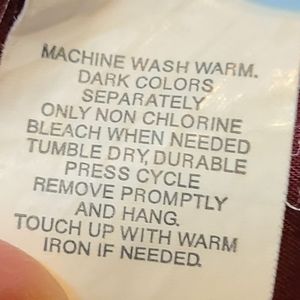 MACHINE WASH WARM.
DARK COLORS
SEPARATELY
ONLY NON CHLORINE
BLEACH WHEN NEEDED
TUMBLE DRY, DURABLE
PRESS CYCLE
REMOVE PROMPTLY
AND HANG.
TOUCH UP WITH WARM
IRON IF NEEDED.